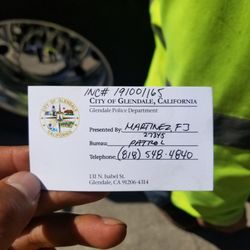 INC# 191001165
CITY OF GLENDALE, CALIFORNIA
Glendale Police Department
Presented By: MARTINEZ, FJ
27845
Bureau: PATROL
Telephone: (818) 548-4840
131 N. Isabel St.
Glendale, CA 91206-4314